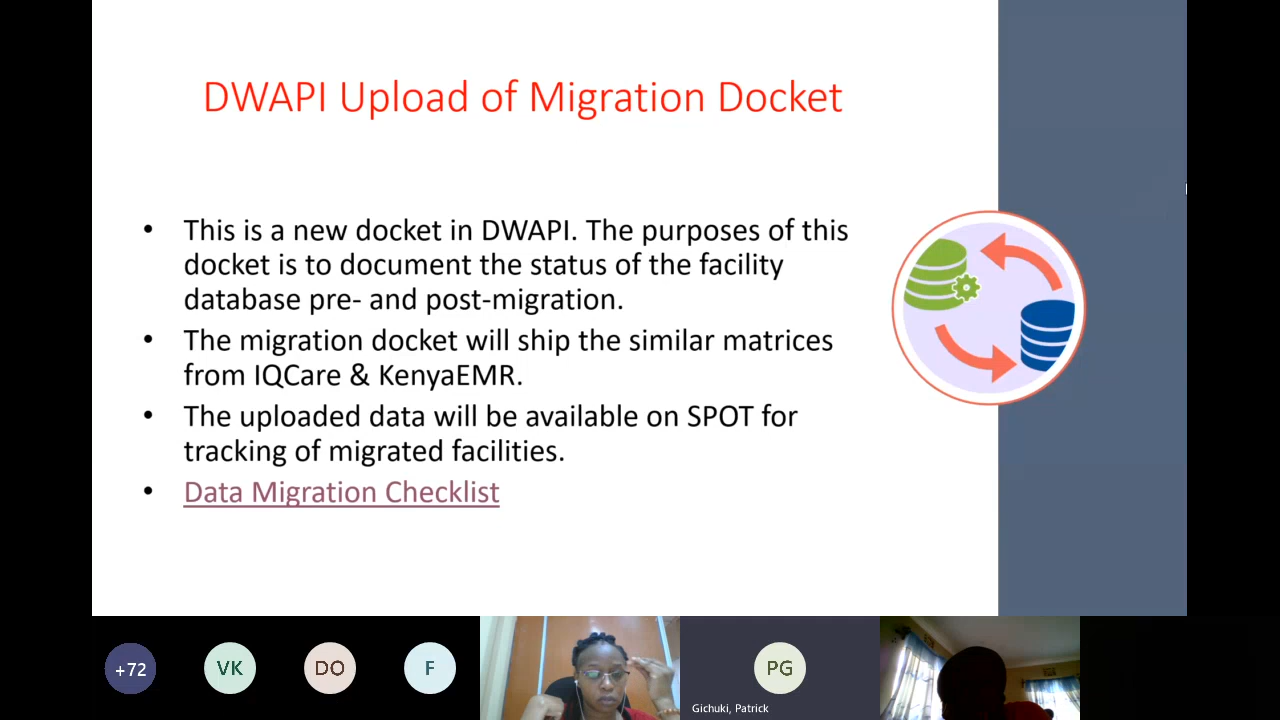 DWAPI Upload of Migration Docket
• This is a new docket in DWAPI. The purposes of this
docket is to document the status of the facility
database pre- and post-migration.
• The migration docket will ship the similar matrices
from IQCare & KenyaEMR.
• The uploaded data will be available on SPOT for
tracking of migrated facilities.
• Data Migration Checklist
+72
VK
DO
F
PG
Gichuki, Patrick